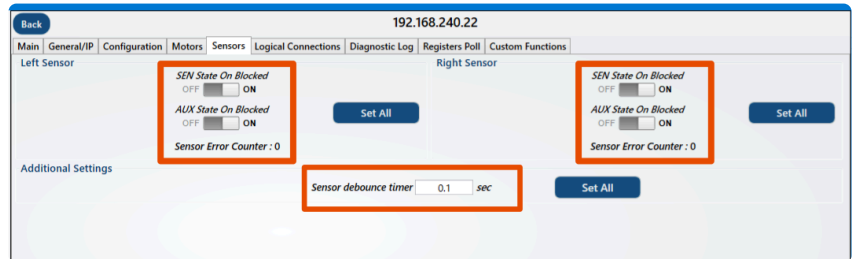 Back
192.168.240.22
Main General/IP Configuration Motors Sensors Logical Connections Diagnostic Log Registers Poll Custom Functions
Left Sensor
SEN State On Blocked
OFF ON
AUX State On Blocked
OFF ON
Sensor Error Counter : 0
Set All
Right Sensor
SEN State On Blocked
OFF ON
AUX State On Blocked
OFF ON
Sensor Error Counter : 0
Set All
Additional Settings
Sensor debounce timer 0.1 sec
Set All